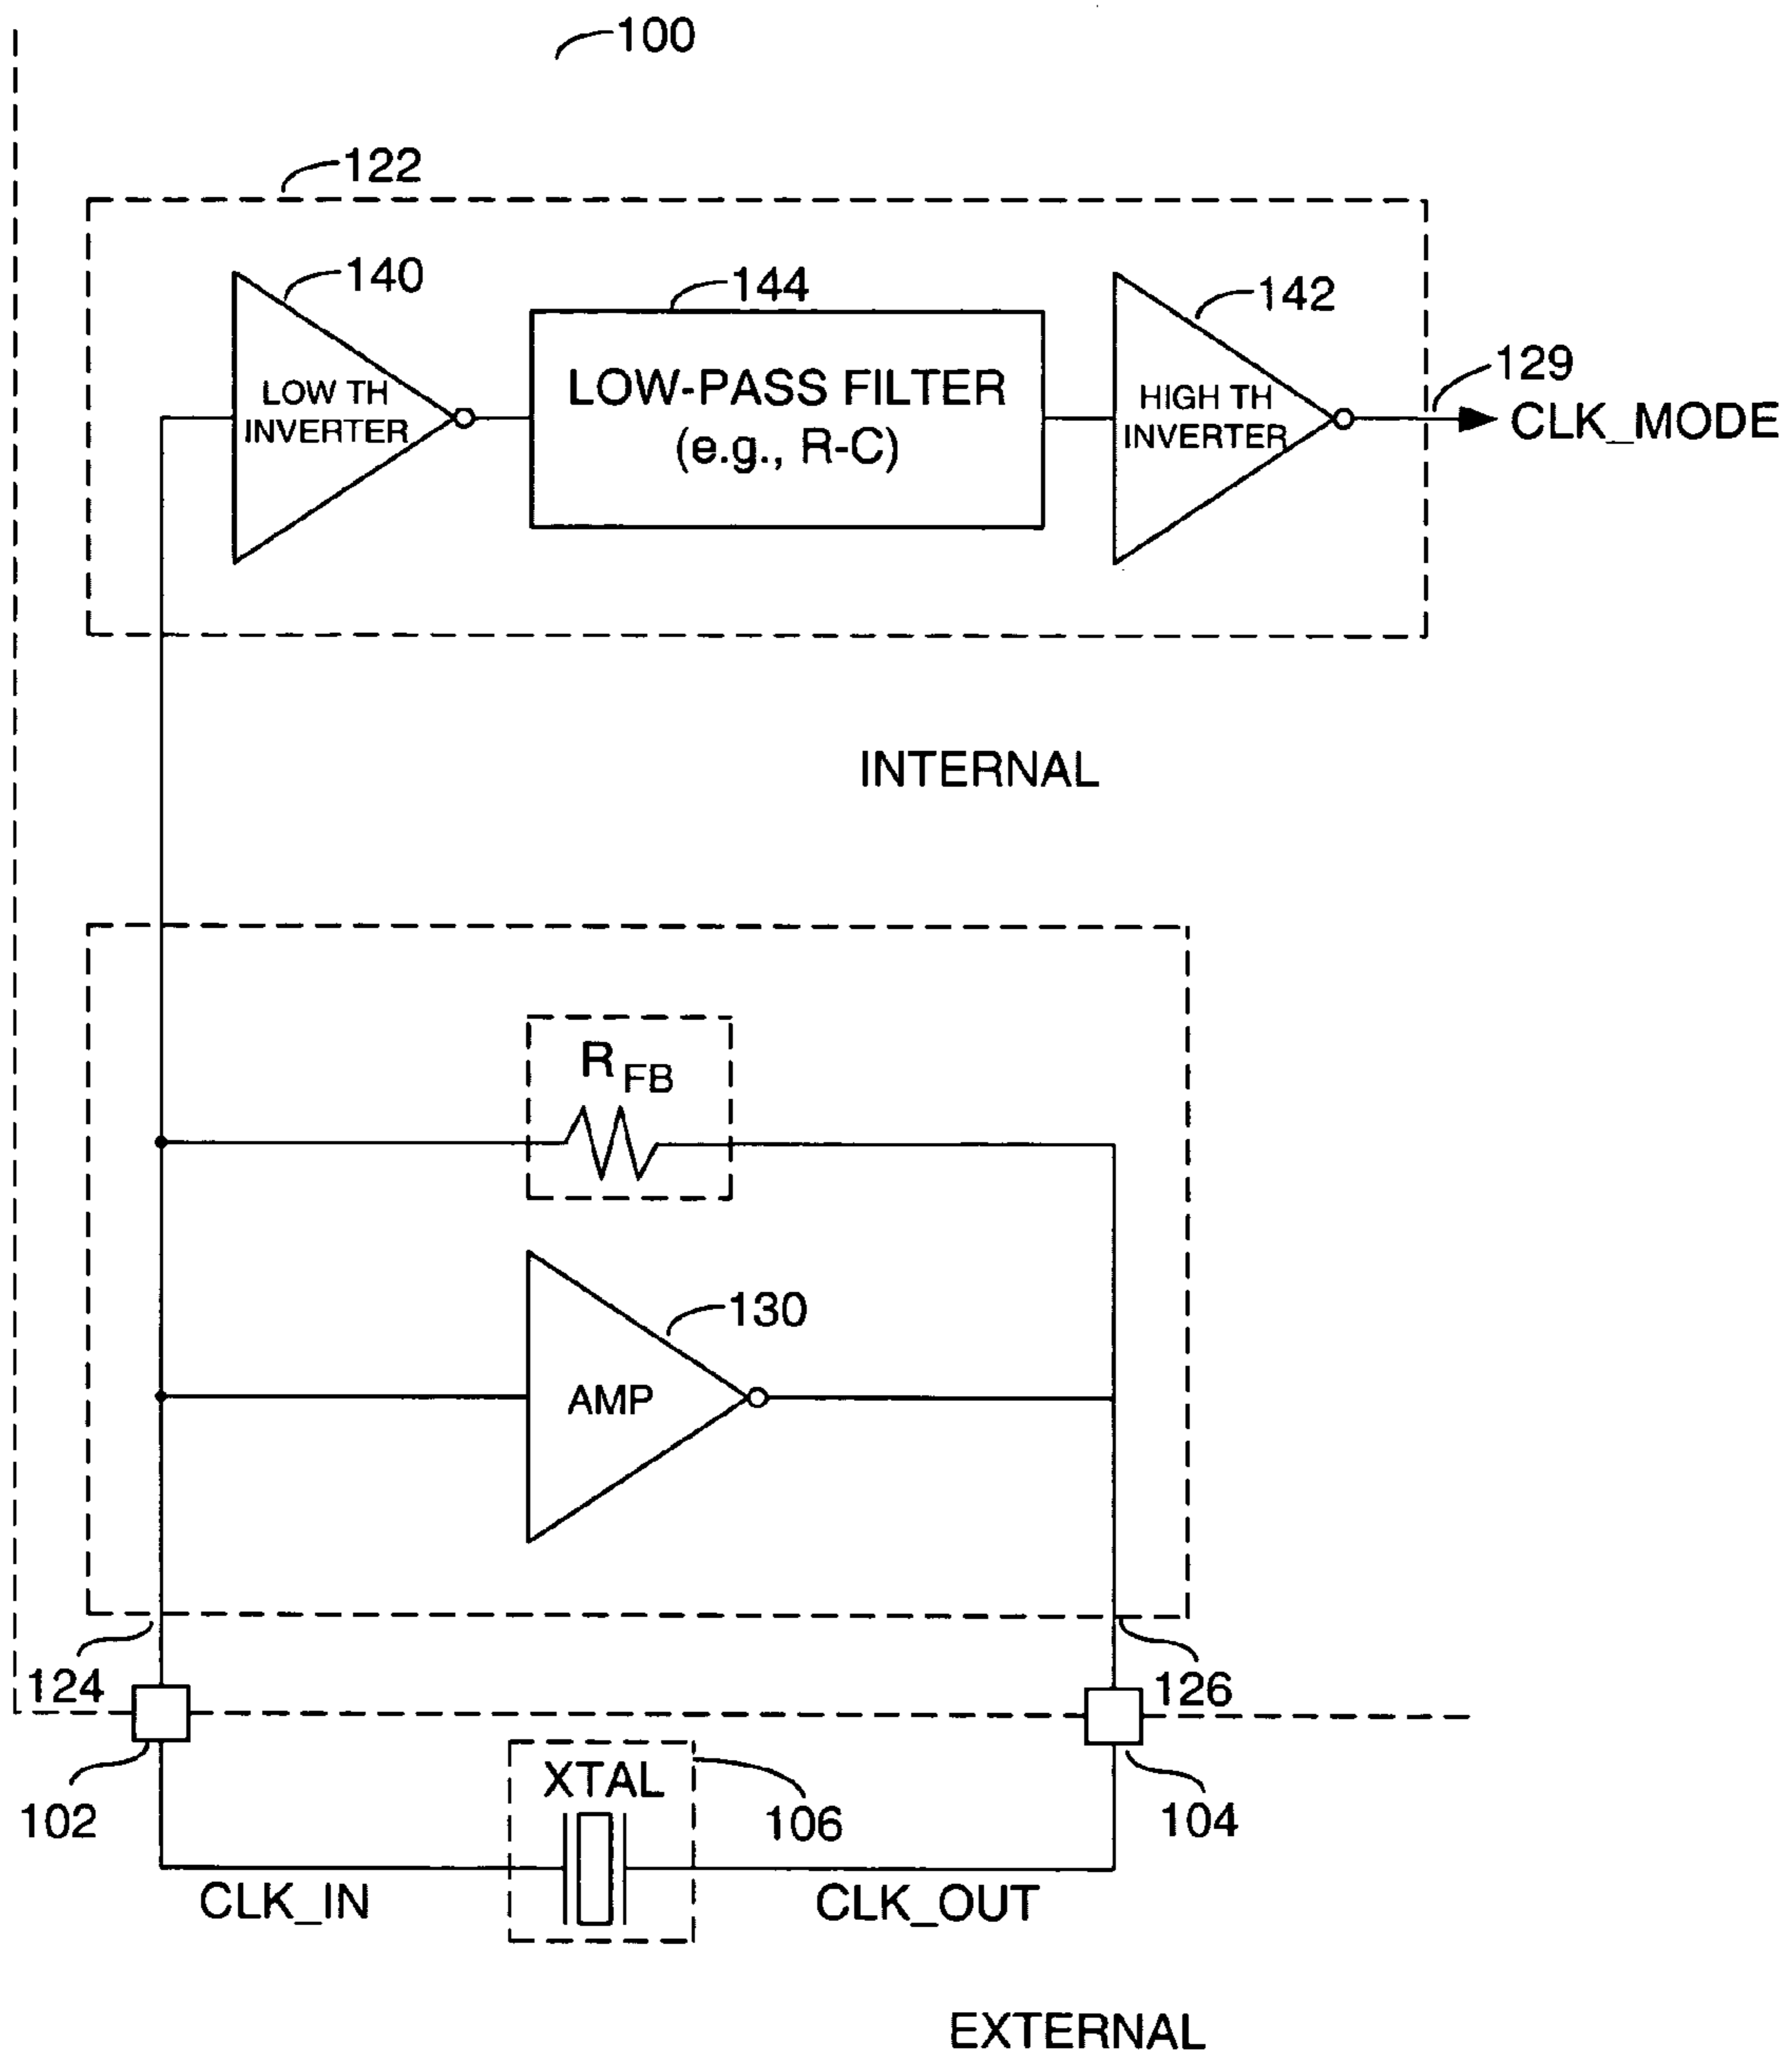 100
122
140
144
142
129
LOW TH
INVERTER
LOW-PASS FILTER
(e.g., R-C)
HIGH TH
INVERTER
CLK_MODE
INTERNAL
R FB
130
AMP
124
126
102
XTAL
106
104
CLK_IN
CLK_OUT
EXTERNAL